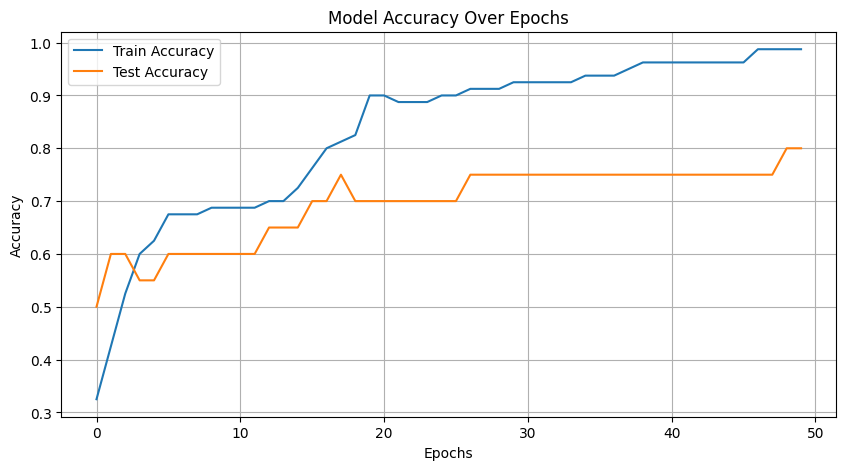 Model Accuracy Over Epochs
Train Accuracy
Test Accuracy
Accuracy
1.0
0.9
0.8
0.7
0.6
0.5
0.4
0.3
0 10 20 30 40 50
Epochs